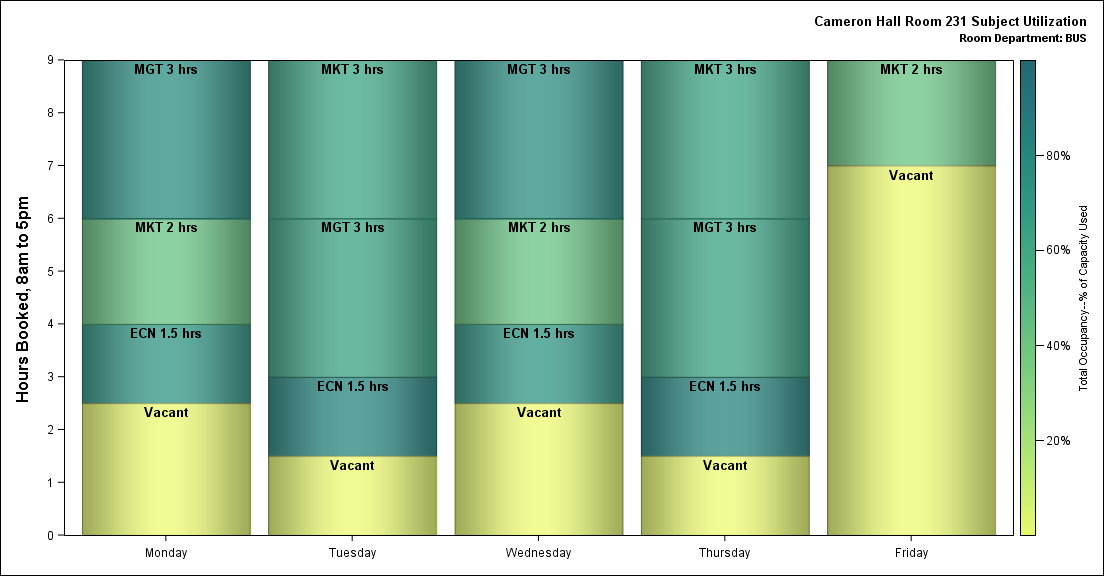 Cameron Hall Room 231 Subject Utilization
Room Department: BUS
Hours Booked, 8am to 5pm
9
8
7
6
5
4
3
2
1
0
MGT 3 hrs
MKT 2 hrs
ECN 1.5 hrs
Vacant
MKT 3 hrs
MGT 3 hrs
ECN 1.5 hrs
Vacant
MGT 3 hrs
MKT 2 hrs
ECN 1.5 hrs
Vacant
MKT 3 hrs
MGT 3 hrs
ECN 1.5 hrs
Vacant
MKT 2 hrs
Vacant
Monday
Tuesday
Wednesday
Thursday
Friday
80%
60%
40%
20%
Total Occupancy--% of Capacity Used